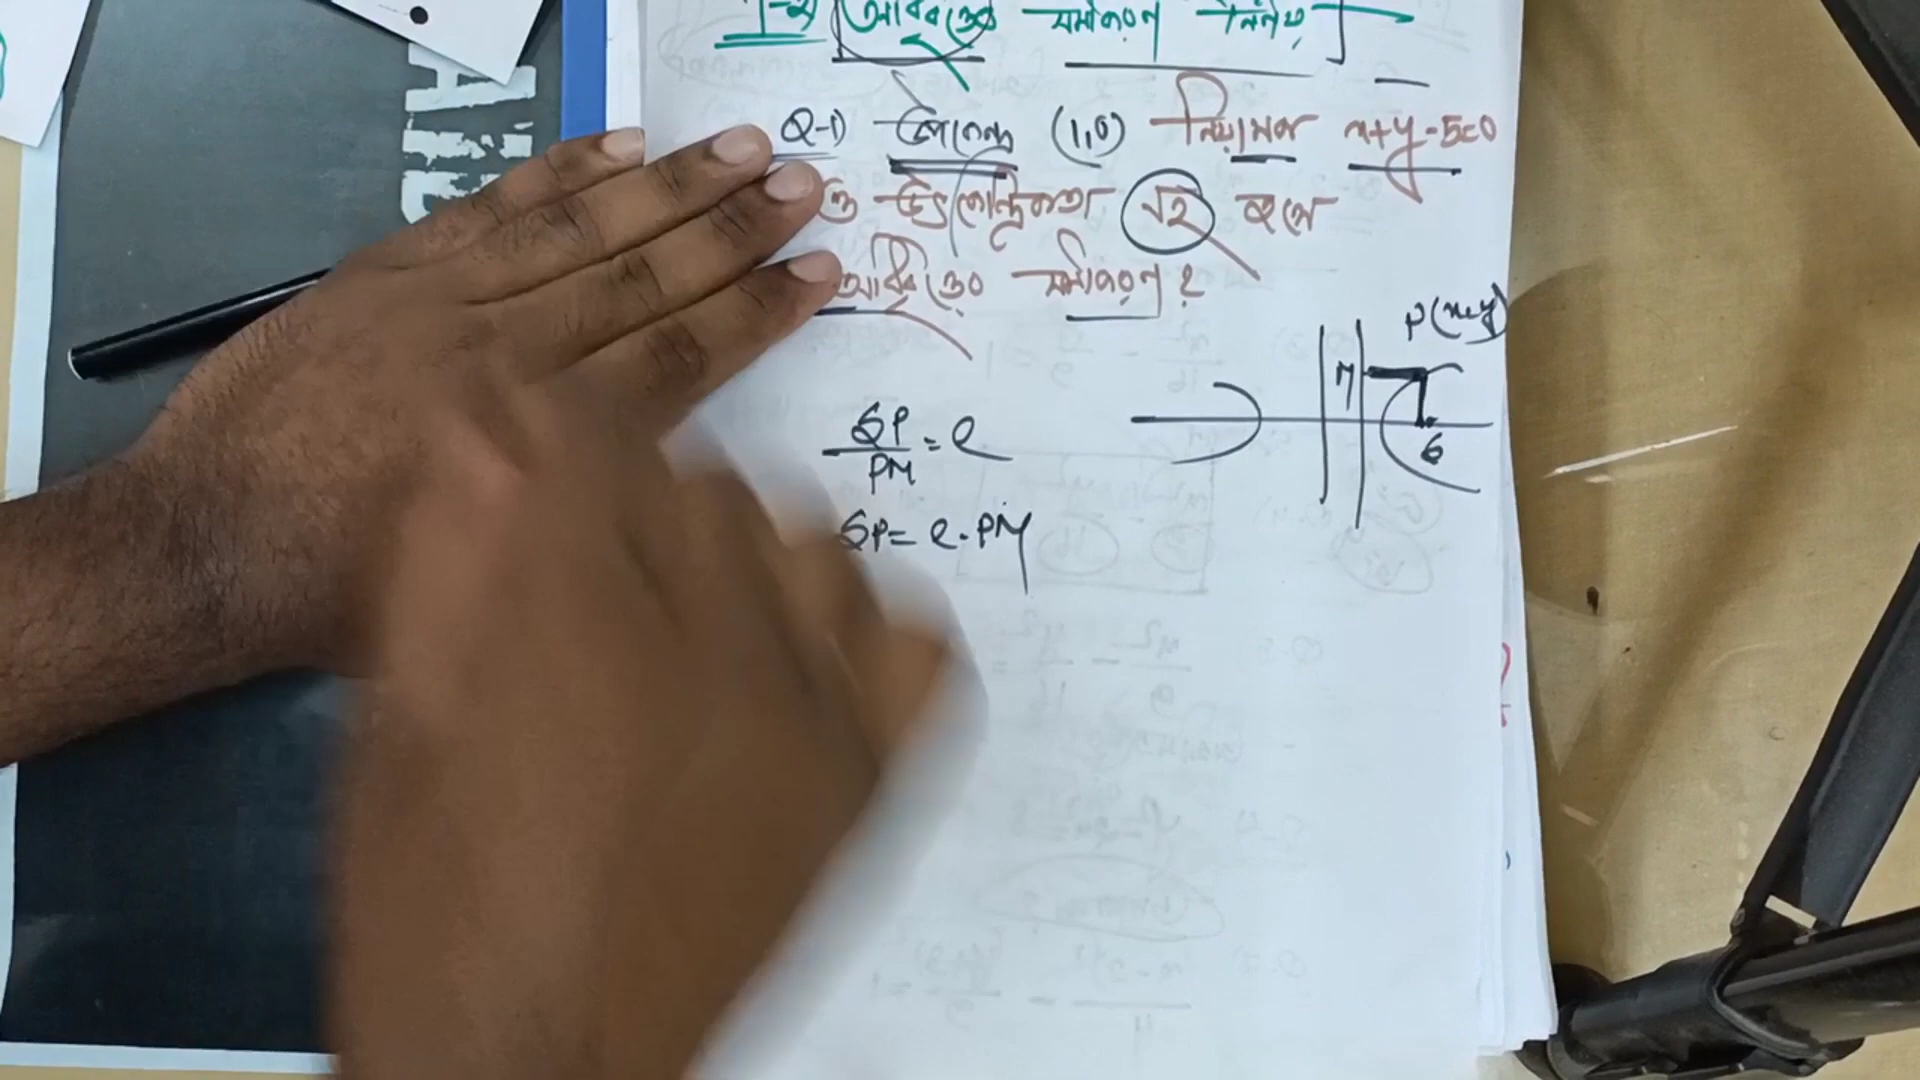 T-2) অধিবৃত্তের সমীকরণ নির্ণয়
Q-1) উপকেন্দ্র (1,0) নিয়ামক x+y-5=0
উৎকেন্দ্রিকতা √2 হলে
অধিবৃত্তের সমীকরণ ?
P(x,y)
M
SP/PM = e
S
SP = e. PM